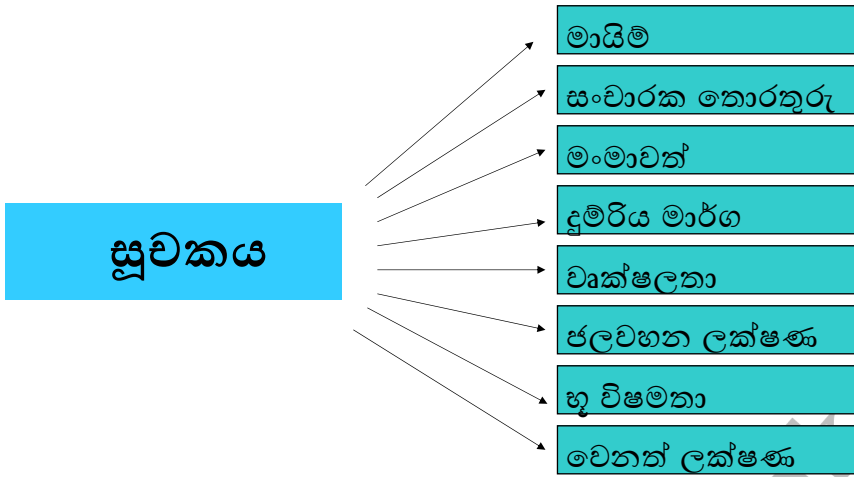 සූචකය
මායිම්
සංචාරක තොරතුරු
මංමාවත්
දුම්රිය මාර්ග
වෘක්ෂලතා
ජලවහන ලක්ෂණ
භූ විෂමතා
වෙනත් ලක්ෂණ